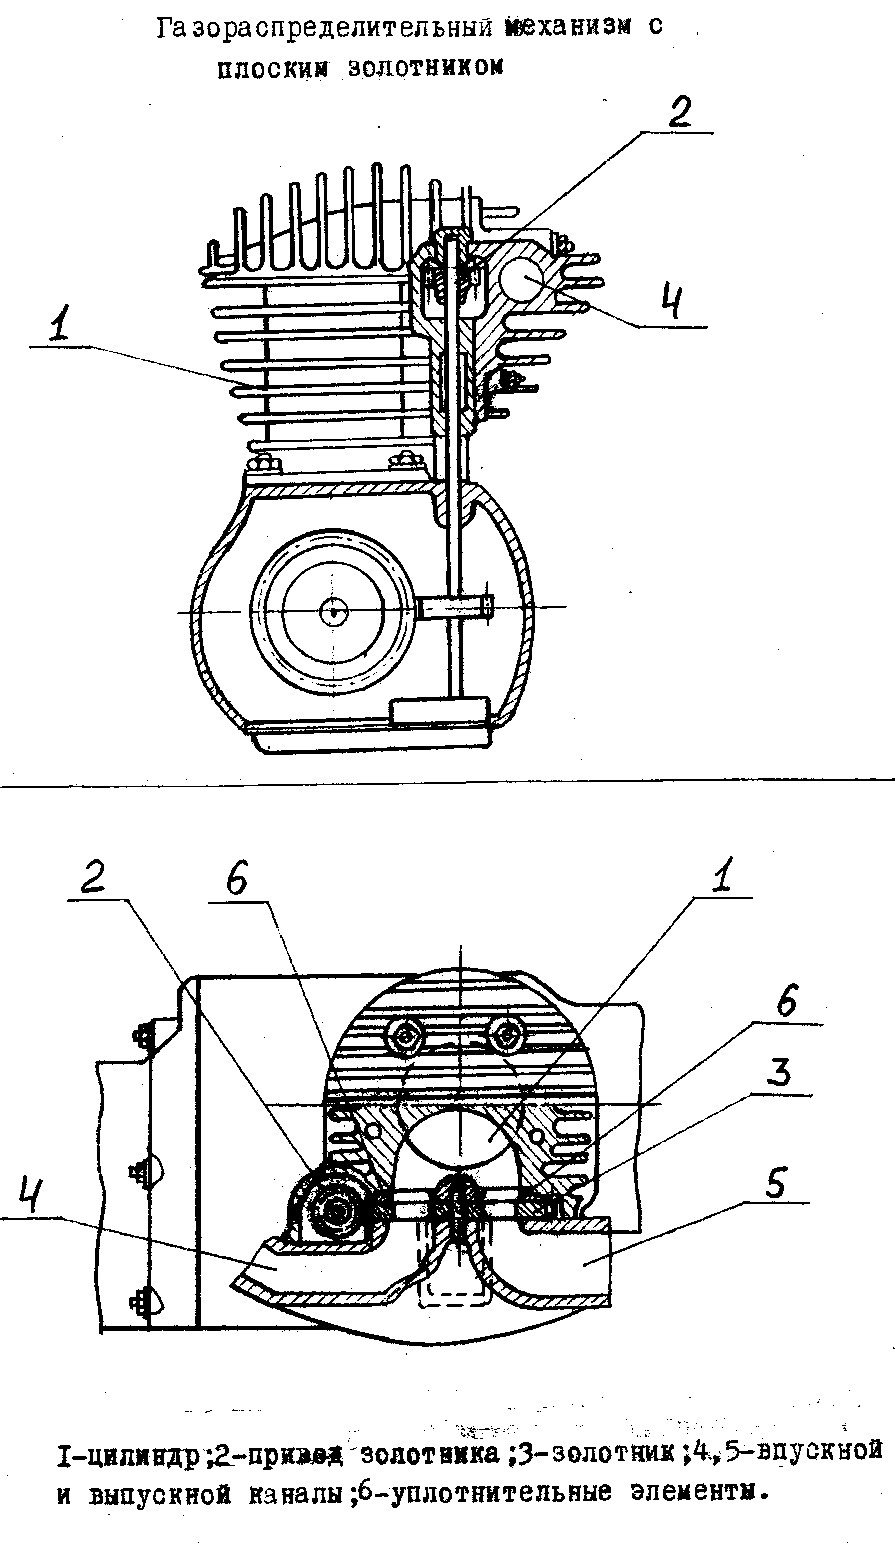 Газораспределительный механизм с
плоским золотником
2
4
1
2
6
1
6
3
4
5
1-цилиндр;2-привод золотника;3-золотник;4,5-впускной
и выпускной каналы;6-уплотнительные элементы.